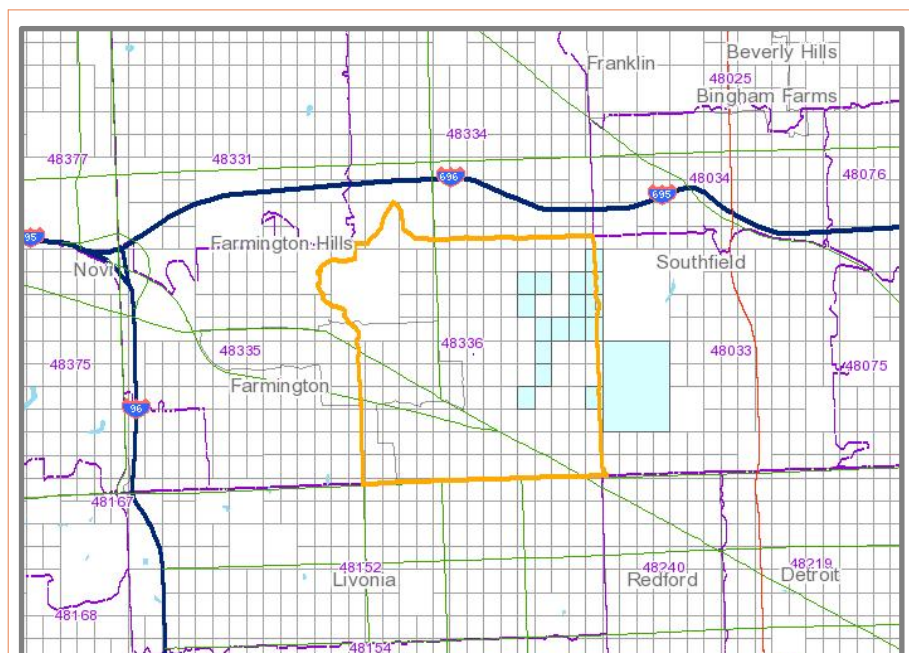 Beverly Hills
Franklin
48025
Bingham Farms
48334
48377
48331
48034
48076
696
695
95
Farmington Hills
Novi
Southfield
48335
48336
48033
48375
48075
Farmington
96
48167
48152
48240
48219
Livonia
Redford
Detroit
48168
48154